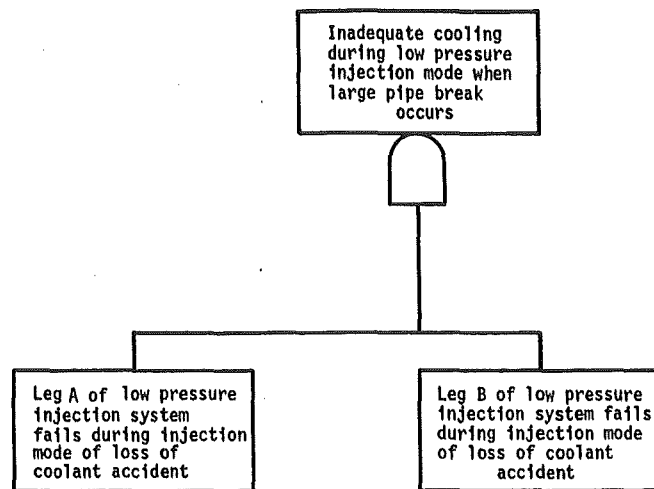 Inadequate cooling
during low pressure
injection mode when
large pipe break
occurs
Leg A of low pressure
injection system
fails during injection
mode of loss of
coolant accident
Leg B of low pressure
injection system fails
during injection mode
of loss of coolant
accident